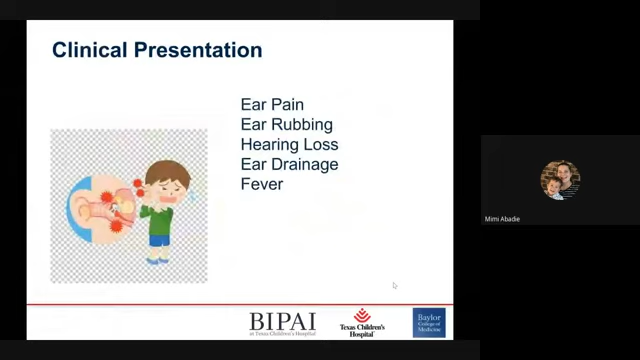 Clinical Presentation
Ear Pain
Ear Rubbing
Hearing Loss
Ear Drainage
Fever
Mimi Abadie
BIPAI
at Texas Children's Hospital
Texas Children's
Hospital
Baylor
College of
Medicine